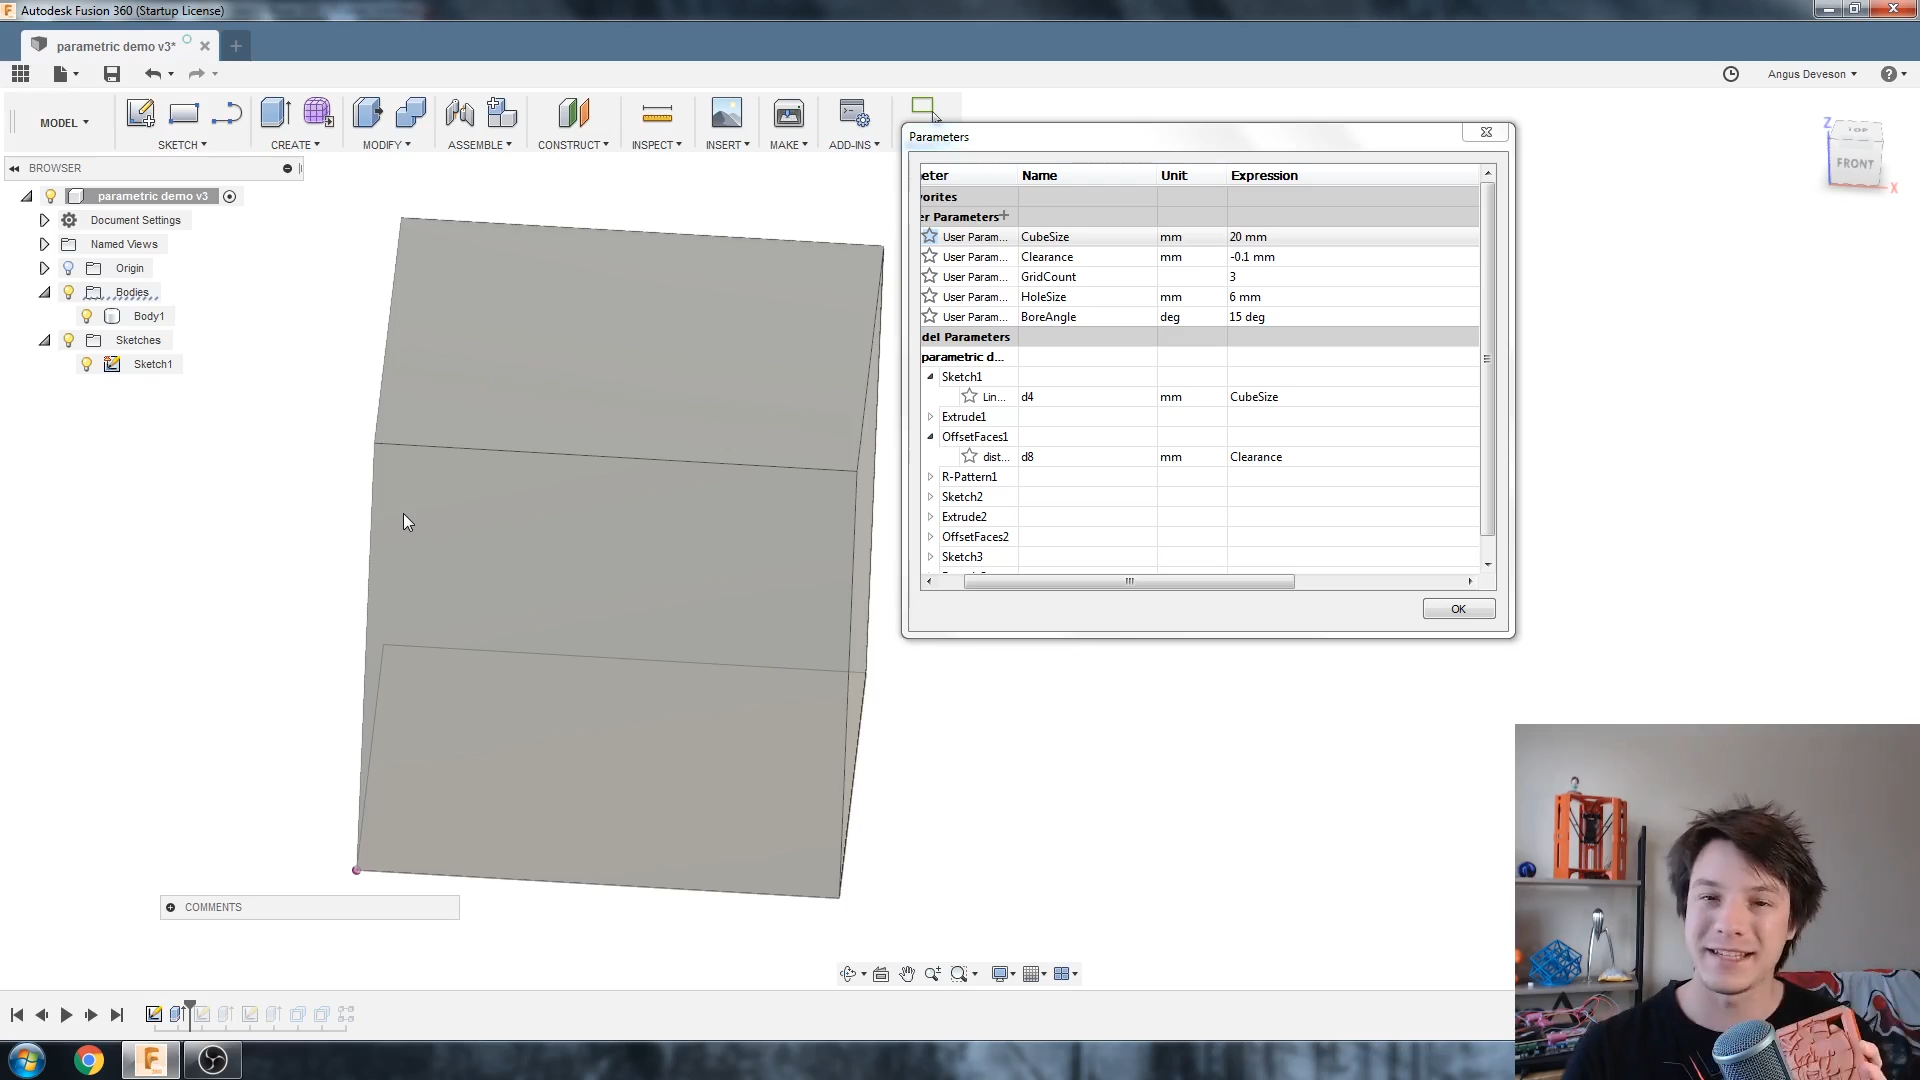 Autodesk Fusion 360 (Startup License)
parametric demo v3*
Angus Deveson
MODEL
SKETCH
CREATE
MODIFY
ASSEMBLE
CONSTRUCT
INSPECT
INSERT
MAKE
ADD-INS
BROWSER
parametric demo v3
Document Settings
Named Views
Origin
Bodies
Body1
Sketches
Sketch1
Parameters
eter Name Unit Expression
orites
er Parameters
User Param... CubeSize mm 20 mm
User Param... Clearance mm -0.1 mm
User Param... GridCount 3
User Param... HoleSize mm 6 mm
User Param... BoreAngle deg 15 deg
del Parameters
parametric d...
Sketch1
Lin... d4 mm CubeSize
Extrude1
OffsetFaces1
dist... d8 mm Clearance
R-Pattern1
Sketch2
Extrude2
OffsetFaces2
Sketch3
OK
Z
TOP
FRONT
X
COMMENTS